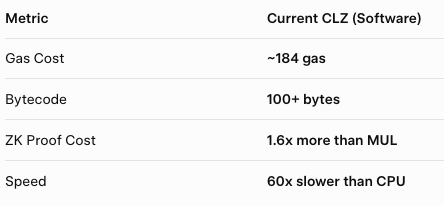 Metric Current CLZ (Software)
Gas Cost ~184 gas
Bytecode 100+ bytes
ZK Proof Cost 1.6x more than MUL
Speed 60x slower than CPU